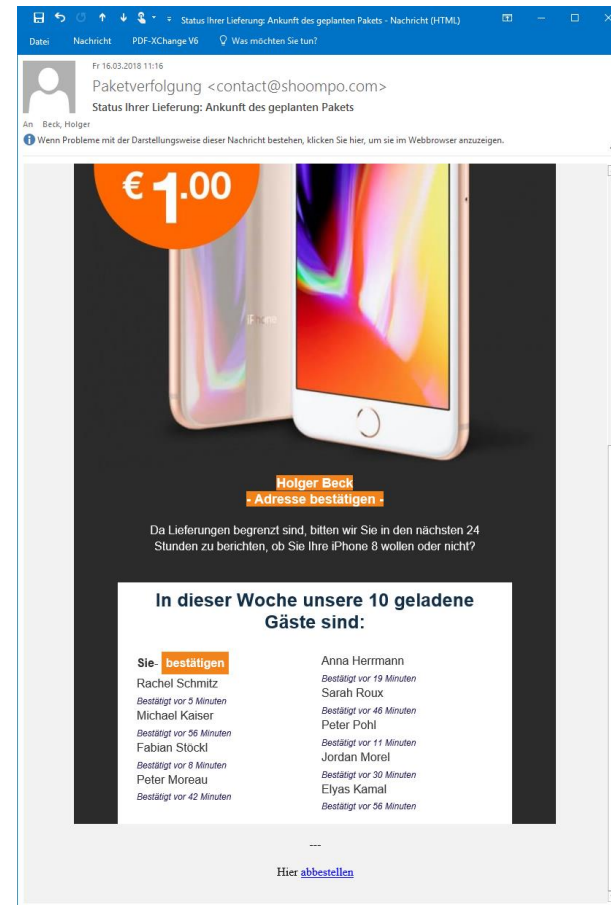 Status Ihrer Lieferung: Ankunft des geplanten Pakets - Nachricht (HTML)
Datei Nachricht PDF-XChange V6 Was möchten Sie tun?
Fr 16.03.2018 11:16
Paketverfolgung <contact@shoompo.com>
Status Ihrer Lieferung: Ankunft des geplanten Pakets
An Beck, Holger
Wenn Probleme mit der Darstellungsweise dieser Nachricht bestehen, klicken Sie hier, um sie im Webbrowser anzuzeigen.
€ 1.00
iPhone
Holger Beck
- Adresse bestätigen -
Da Lieferungen begrenzt sind, bitten wir Sie in den nächsten 24
Stunden zu berichten, ob Sie Ihre iPhone 8 wollen oder nicht?
In dieser Woche unsere 10 geladene
Gäste sind:
Sie- bestätigen
Rachel Schmitz
Bestätigt vor 5 Minuten
Michael Kaiser
Bestätigt vor 56 Minuten
Fabian Stöckl
Bestätigt vor 8 Minuten
Peter Moreau
Bestätigt vor 42 Minuten
Anna Herrmann
Bestätigt vor 19 Minuten
Sarah Roux
Bestätigt vor 46 Minuten
Peter Pohl
Bestätigt vor 11 Minuten
Jordan Morel
Bestätigt vor 30 Minuten
Elyas Kamal
Bestätigt vor 56 Minuten
---
Hier abbestellen